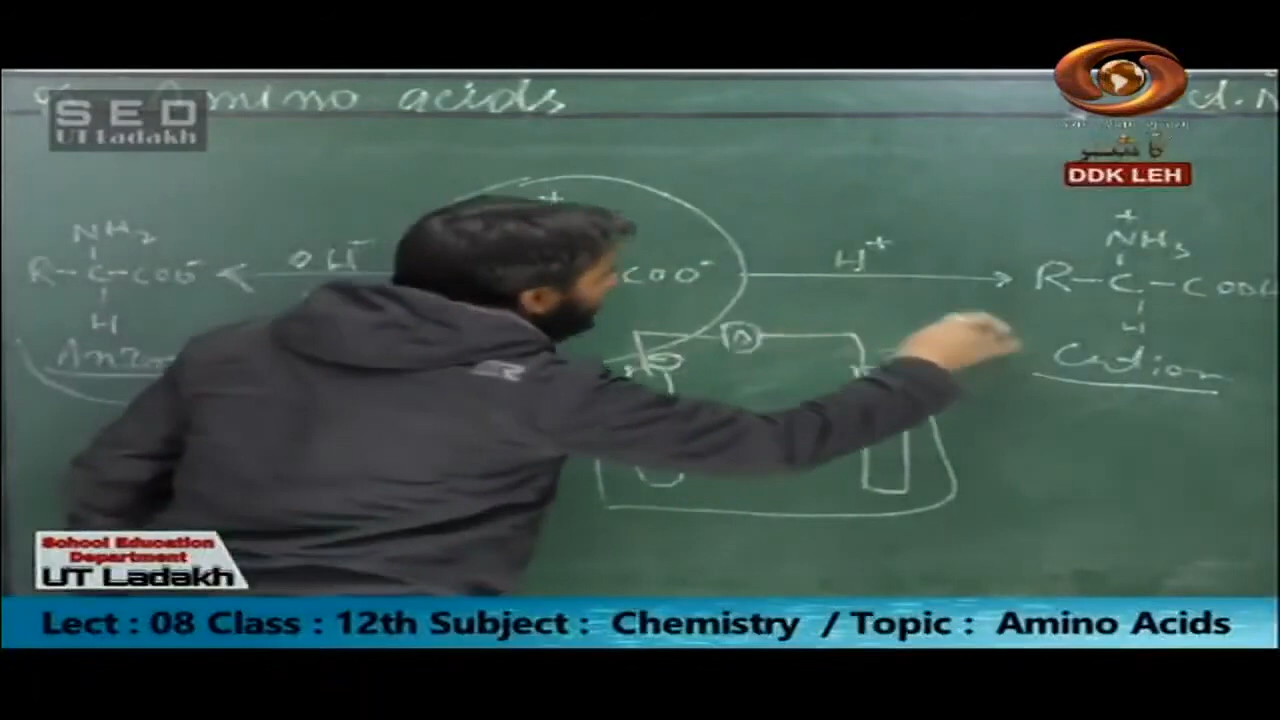 Amino acids
SED
UT Ladakh
کأشُر
DDK LEH
NH₂
R-C-COO⁻
H
OH⁻
+
COO⁻
H⁺
+
NH₃
R-C-COOH
H
Cation
School Education
Department
UT Ladakh
Lect : 08 Class : 12th Subject : Chemistry / Topic : Amino Acids